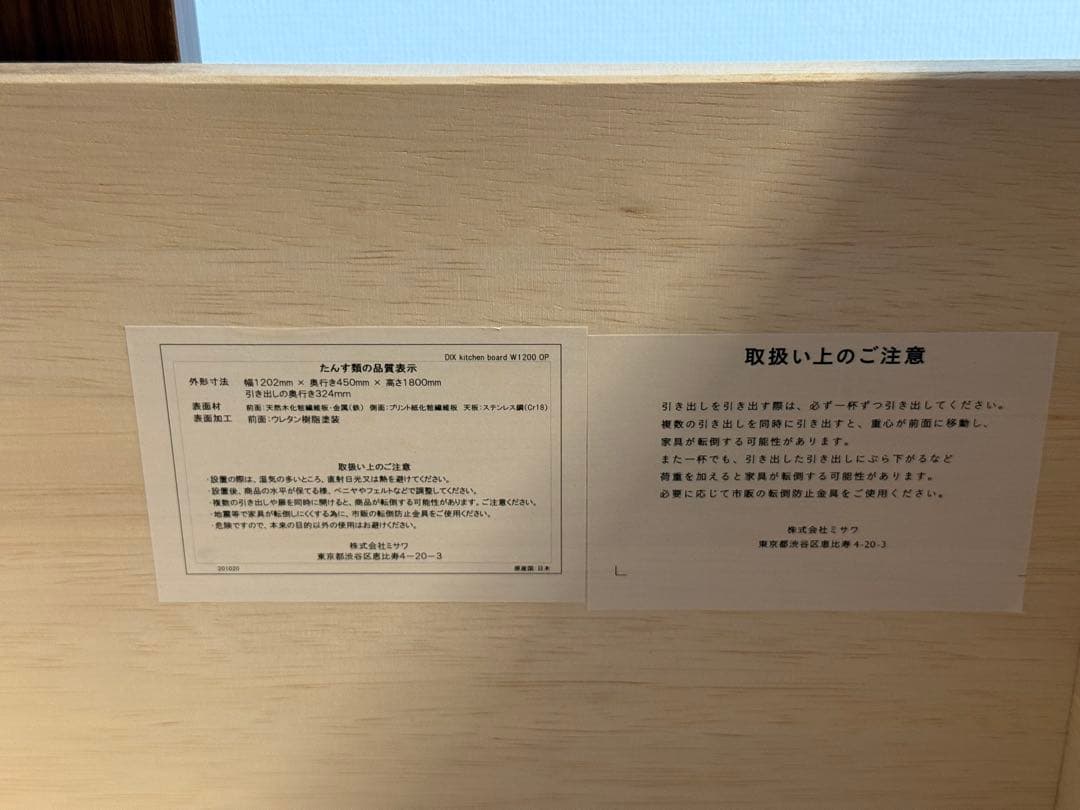 DIX kitchen board W1200 OP
たんす類の品質表示
外形寸法 幅1202mm × 奥行き450mm × 高さ1800mm
引き出しの奥行き324mm
表面材 前面：天然木化粧繊維板・金属(鉄) 側面：プリント紙化粧繊維板 天板：ステンレス鋼(Cr18)
表面加工 前面：ウレタン樹脂塗装
取扱い上のご注意
・設置の際は、湿気の多いところ、直射日光又は熱を避けてください。
・設置後、商品の水平が保てる様、ベニヤやフェルトなどで調整してください。
・複数の引き出しや扉を同時に開けると、商品が転倒する可能性があります。ご注意ください。
・地震等で家具が転倒しにくくする為に、市販の転倒防止金具をご使用ください。
・危険ですので、本来の目的以外の使用はお避けください。
株式会社ミサワ
東京都渋谷区恵比寿4－20－3
201020 原産国：日本
取扱い上のご注意
引き出しを引き出す際は、必ず一杯ずつ引き出してください。
複数の引き出しを同時に引き出すと、重心が前面に移動し、
家具が転倒する可能性があります。
また一杯でも、引き出した引き出しにぶら下がるなど
荷重を加えると家具が転倒する可能性があります。
必要に応じて市販の転倒防止金具をご使用ください。
株式会社ミサワ
東京都渋谷区恵比寿 4-20-3